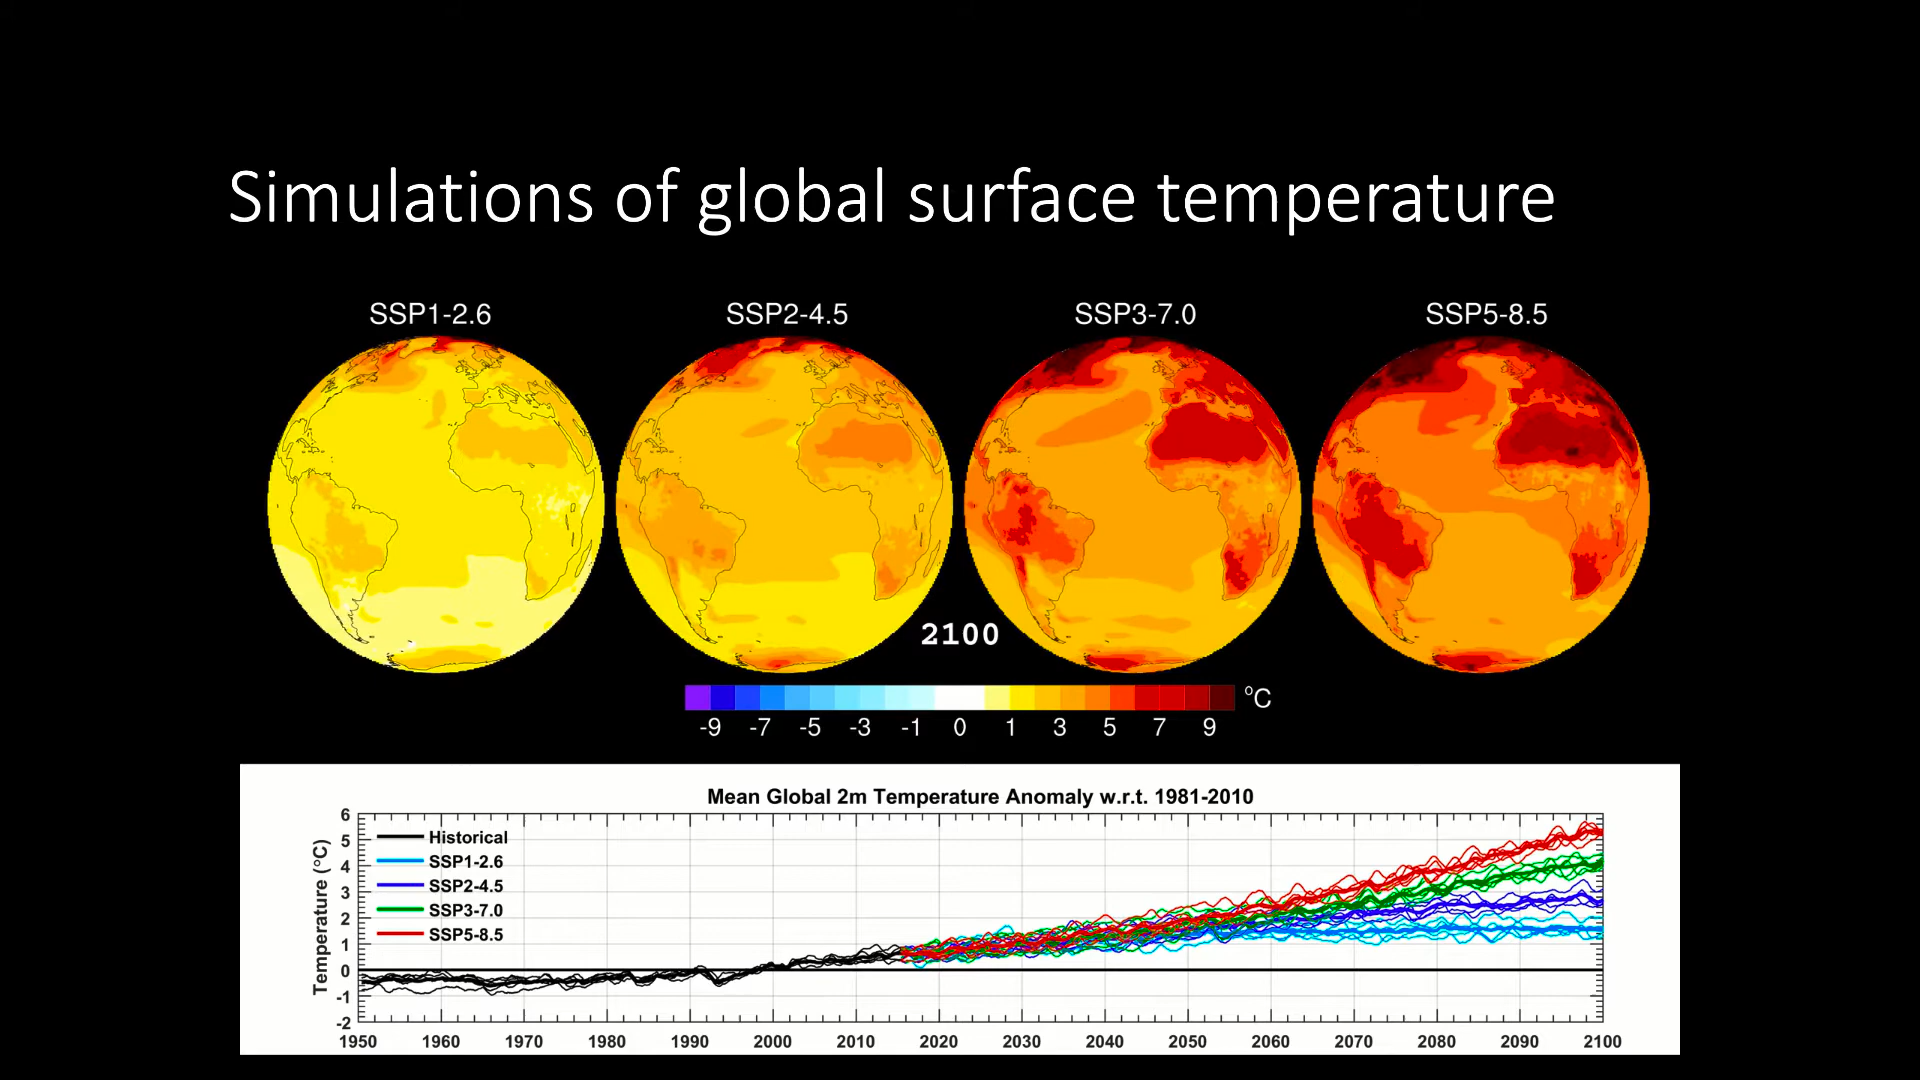 Simulations of global surface temperature
SSP1-2.6 SSP2-4.5 SSP3-7.0 SSP5-8.5
2100
°C
-9 -7 -5 -3 -1 0 1 3 5 7 9
Mean Global 2m Temperature Anomaly w.r.t. 1981-2010
Temperature (°C)
6
5
4
3
2
1
0
-1
-2
Historical
SSP1-2.6
SSP2-4.5
SSP3-7.0
SSP5-8.5
1950 1960 1970 1980 1990 2000 2010 2020 2030 2040 2050 2060 2070 2080 2090 2100